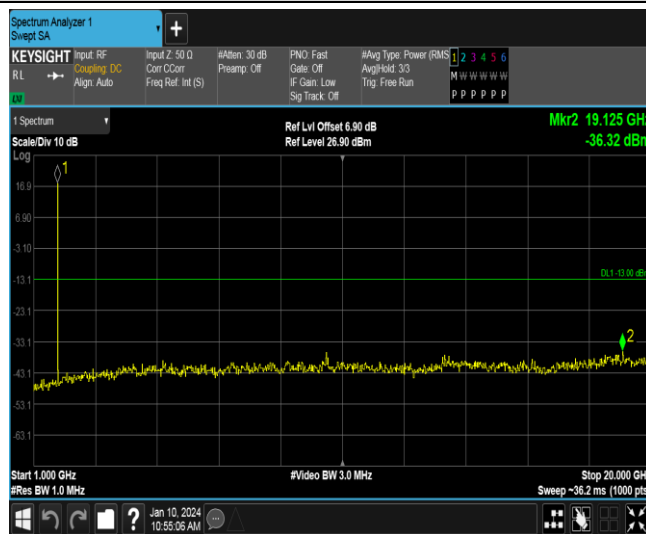 Spectrum Analyzer 1
Swept SA
+
KEYSIGHT Input: RF Input Z: 50 Ω #Atten: 30 dB PNO: Fast #Avg Type: Power (RMS 1 2 3 4 5 6
RL Coupling: DC Corr CCorr Preamp: Off Gate: Off Avg|Hold: 3/3 M W W W W W
Align: Auto Freq Ref: Int (S) IF Gain: Low Trig: Free Run
Sig Track: Off P P P P P P
1 Spectrum Ref Lvl Offset 6.90 dB Mkr2 19.125 GHz
Scale/Div 10 dB Ref Level 26.90 dBm -36.32 dBm
Log
1
16.9
6.90
-3.10
-13.1
DL1 -13.00 dBm
-23.1
-33.1
2
-43.1
-53.1
-63.1
Start 1.000 GHz #Video BW 3.0 MHz Stop 20.000 GH
#Res BW 1.0 MHz Sweep ~36.2 ms (1000 pts
? Jan 10, 2024
10:55:06 AM